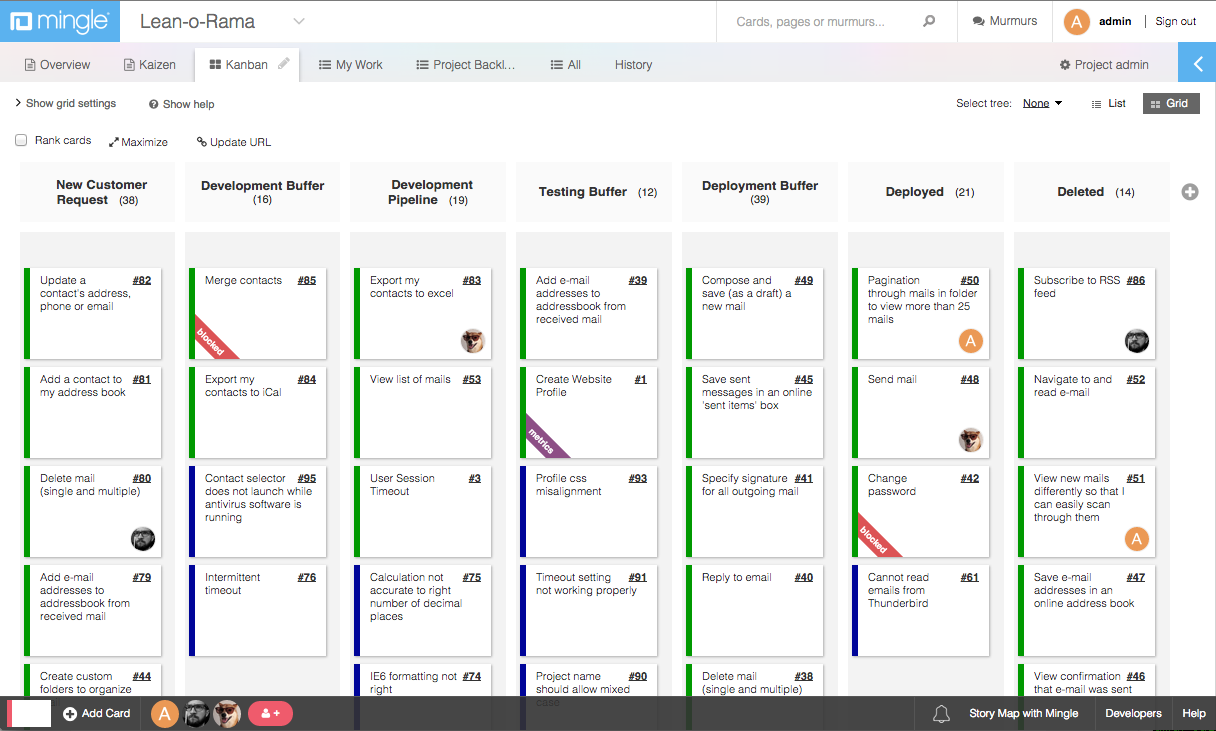 mingle
Lean-o-Rama
Cards, pages or murmurs...
Murmurs
A
admin
Sign out
Overview
Kaizen
Kanban
My Work
Project Backl...
All
History
Project admin
Show grid settings
Show help
Select tree: None
List
Grid
Rank cards
Maximize
Update URL
New Customer
Request (38)
Development Buffer
(16)
Development
Pipeline (19)
Testing Buffer (12)
Deployment Buffer
(39)
Deployed (21)
Deleted (14)
Update a #82
contact's address,
phone or email
Merge contacts #85
blocked
Export my #83
contacts to excel
Add e-mail #39
addresses to
addressbook from
received mail
Compose and #49
save (as a draft) a
new mail
Pagination #50
through mails in folder
to view more than 25
mails
A
Subscribe to RSS #86
feed
Add a contact to #81
my address book
Export my #84
contacts to iCal
View list of mails #53
Create Website #1
Profile
metrics
Save sent #45
messages in an online
'sent items' box
Send mail #48
Navigate to and #52
read e-mail
Delete mail #80
(single and multiple)
Contact selector #95
does not launch while
antivirus software is
running
User Session #3
Timeout
Profile css #93
misalignment
Specify signature #41
for all outgoing mail
Change #42
password
blocked
View new mails #51
differently so that I
can easily scan
through them
A
Add e-mail #79
addresses to
addressbook from
received mail
Intermittent #76
timeout
Calculation not #75
accurate to right
number of decimal
places
Timeout setting #91
not working properly
Reply to email #40
Cannot read #61
emails from
Thunderbird
Save e-mail #47
addresses in an
online address book
Create custom #44
folders to organize
IE6 formatting not #74
right
Project name #90
should allow mixed
case
Delete mail #38
(single and multiple)
View confirmation #46
that e-mail was sent
Add Card
A
Story Map with Mingle
Developers
Help